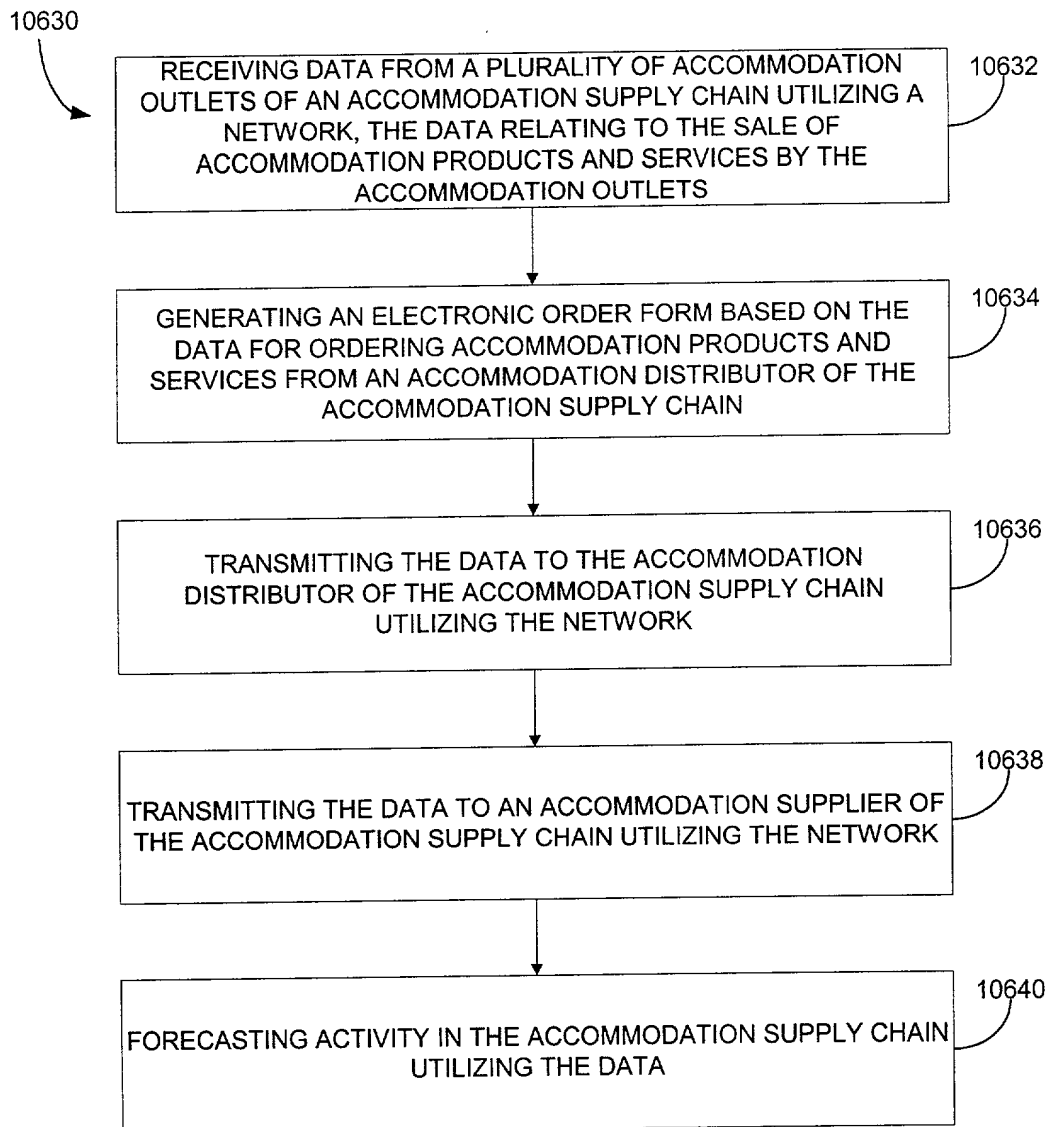 10630
RECEIVING DATA FROM A PLURALITY OF ACCOMMODATION
OUTLETS OF AN ACCOMMODATION SUPPLY CHAIN UTILIZING A
NETWORK, THE DATA RELATING TO THE SALE OF
ACCOMMODATION PRODUCTS AND SERVICES BY THE
ACCOMMODATION OUTLETS
10632
GENERATING AN ELECTRONIC ORDER FORM BASED ON THE
DATA FOR ORDERING ACCOMMODATION PRODUCTS AND
SERVICES FROM AN ACCOMMODATION DISTRIBUTOR OF THE
ACCOMMODATION SUPPLY CHAIN
10634
TRANSMITTING THE DATA TO THE ACCOMMODATION
DISTRIBUTOR OF THE ACCOMMODATION SUPPLY CHAIN
UTILIZING THE NETWORK
10636
TRANSMITTING THE DATA TO AN ACCOMMODATION SUPPLIER OF
THE ACCOMMODATION SUPPLY CHAIN UTILIZING THE NETWORK
10638
FORECASTING ACTIVITY IN THE ACCOMMODATION SUPPLY CHAIN
UTILIZING THE DATA
10640